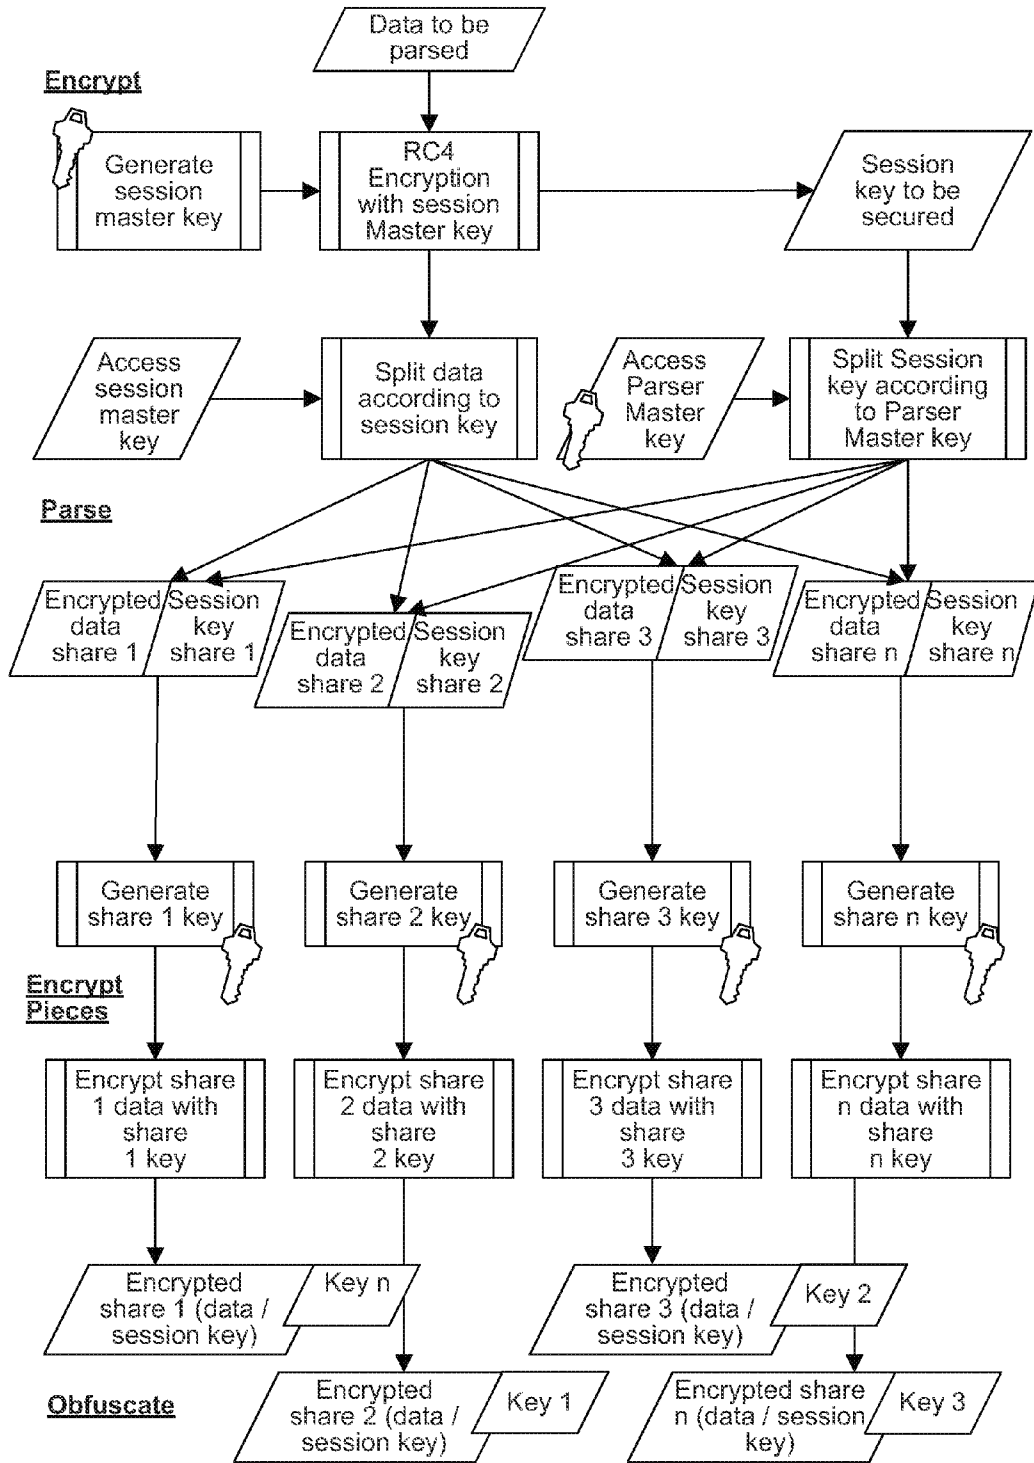 Data to be
parsed
Encrypt
Generate
session
master key
RC4
Encryption
with session
Master key
Session
key to be
secured
Access
session
master
key
Split data
according to
session key
Access
Parser
Master
key
Split Session
key according
to Parser
Master key
Parse
Encrypted
data
share 1
Session
key
share 1
Encrypted
data
share 2
Session
key
share 2
Encrypted
data
share 3
Session
key
share 3
Encrypted
data
share n
Session
key
share n
Generate
share 1 key
Generate
share 2 key
Generate
share 3 key
Generate
share n key
Encrypt
Pieces
Encrypt share
1 data with
share
1 key
Encrypt share
2 data with
share
2 key
Encrypt share
3 data with
share
3 key
Encrypt share
n data with
share
n key
Encrypted
share 1 (data /
session key)
Key n
Encrypted
share 3 (data /
session key)
Key 2
Obfuscate
Encrypted
share 2 (data /
session key)
Key 1
Encrypted share
n (data / session
key)
Key 3